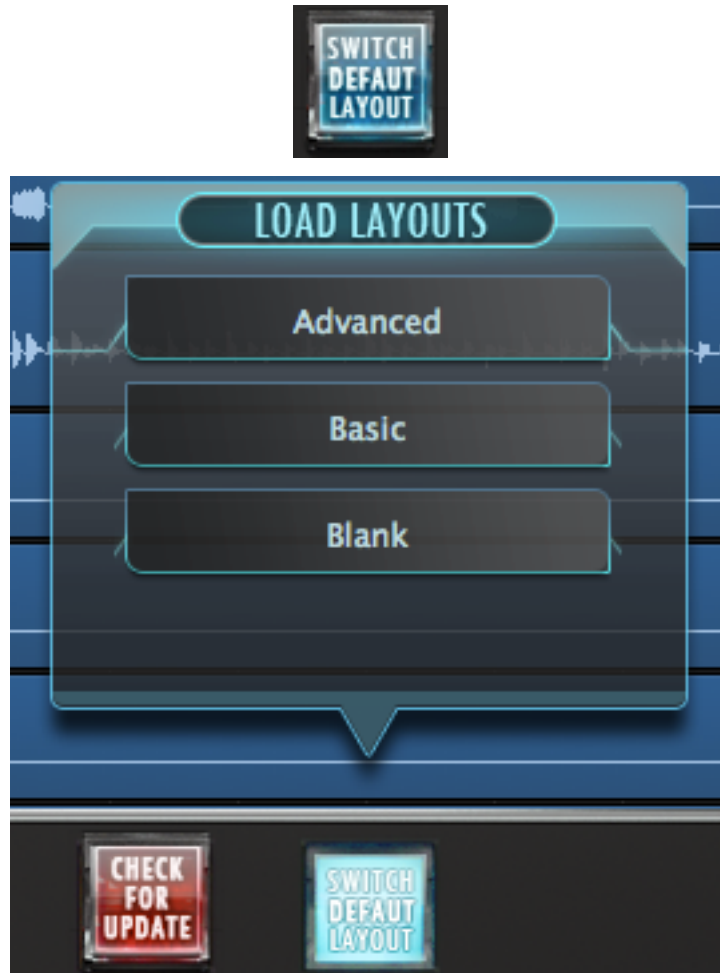 SWITCH
DEFAUT
LAYOUT
LOAD LAYOUTS
Advanced
Basic
Blank
CHECK
FOR
UPDATE
SWITCH
DEFAUT
LAYOUT